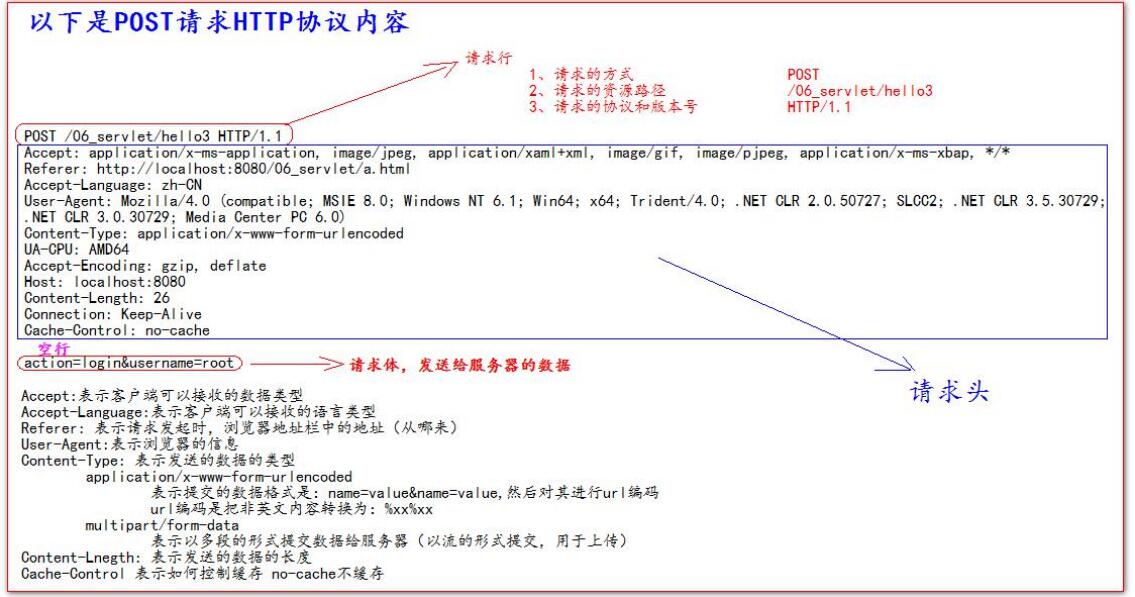 以下是POST请求HTTP协议内容
请求行
1、请求的方式 POST
2、请求的资源路径 /06_servlet/hello3
3、请求的协议和版本号 HTTP/1.1
POST /06_servlet/hello3 HTTP/1.1
Accept: application/x-ms-application, image/jpeg, application/xaml+xml, image/gif, image/pjpeg, application/x-ms-xbap, */*
Referer: http://localhost:8080/06_servlet/a.html
Accept-Language: zh-CN
User-Agent: Mozilla/4.0 (compatible; MSIE 8.0; Windows NT 6.1; Win64; x64; Trident/4.0; .NET CLR 2.0.50727; SLCC2; .NET CLR 3.5.30729;
.NET CLR 3.0.30729; Media Center PC 6.0)
Content-Type: application/x-www-form-urlencoded
UA-CPU: AMD64
Accept-Encoding: gzip, deflate
Host: localhost:8080
Content-Length: 26
Connection: Keep-Alive
Cache-Control: no-cache
空行
action=login&username=root
请求体，发送给服务器的数据
请求头
Accept:表示客户端可以接收的数据类型
Accept-Language:表示客户端可以接收的语言类型
Referer: 表示请求发起时，浏览器地址栏中的地址（从哪来）
User-Agent:表示浏览器的信息
Content-Type: 表示发送的数据的类型
application/x-www-form-urlencoded
表示提交的数据格式是: name=value&name=value,然后对其进行url编码
url编码是把非英文内容转换为: %xx%xx
multipart/form-data
表示以多段的形式提交数据给服务器（以流的形式提交，用于上传）
Content-Lnegth: 表示发送的数据的长度
Cache-Control 表示如何控制缓存 no-cache不缓存